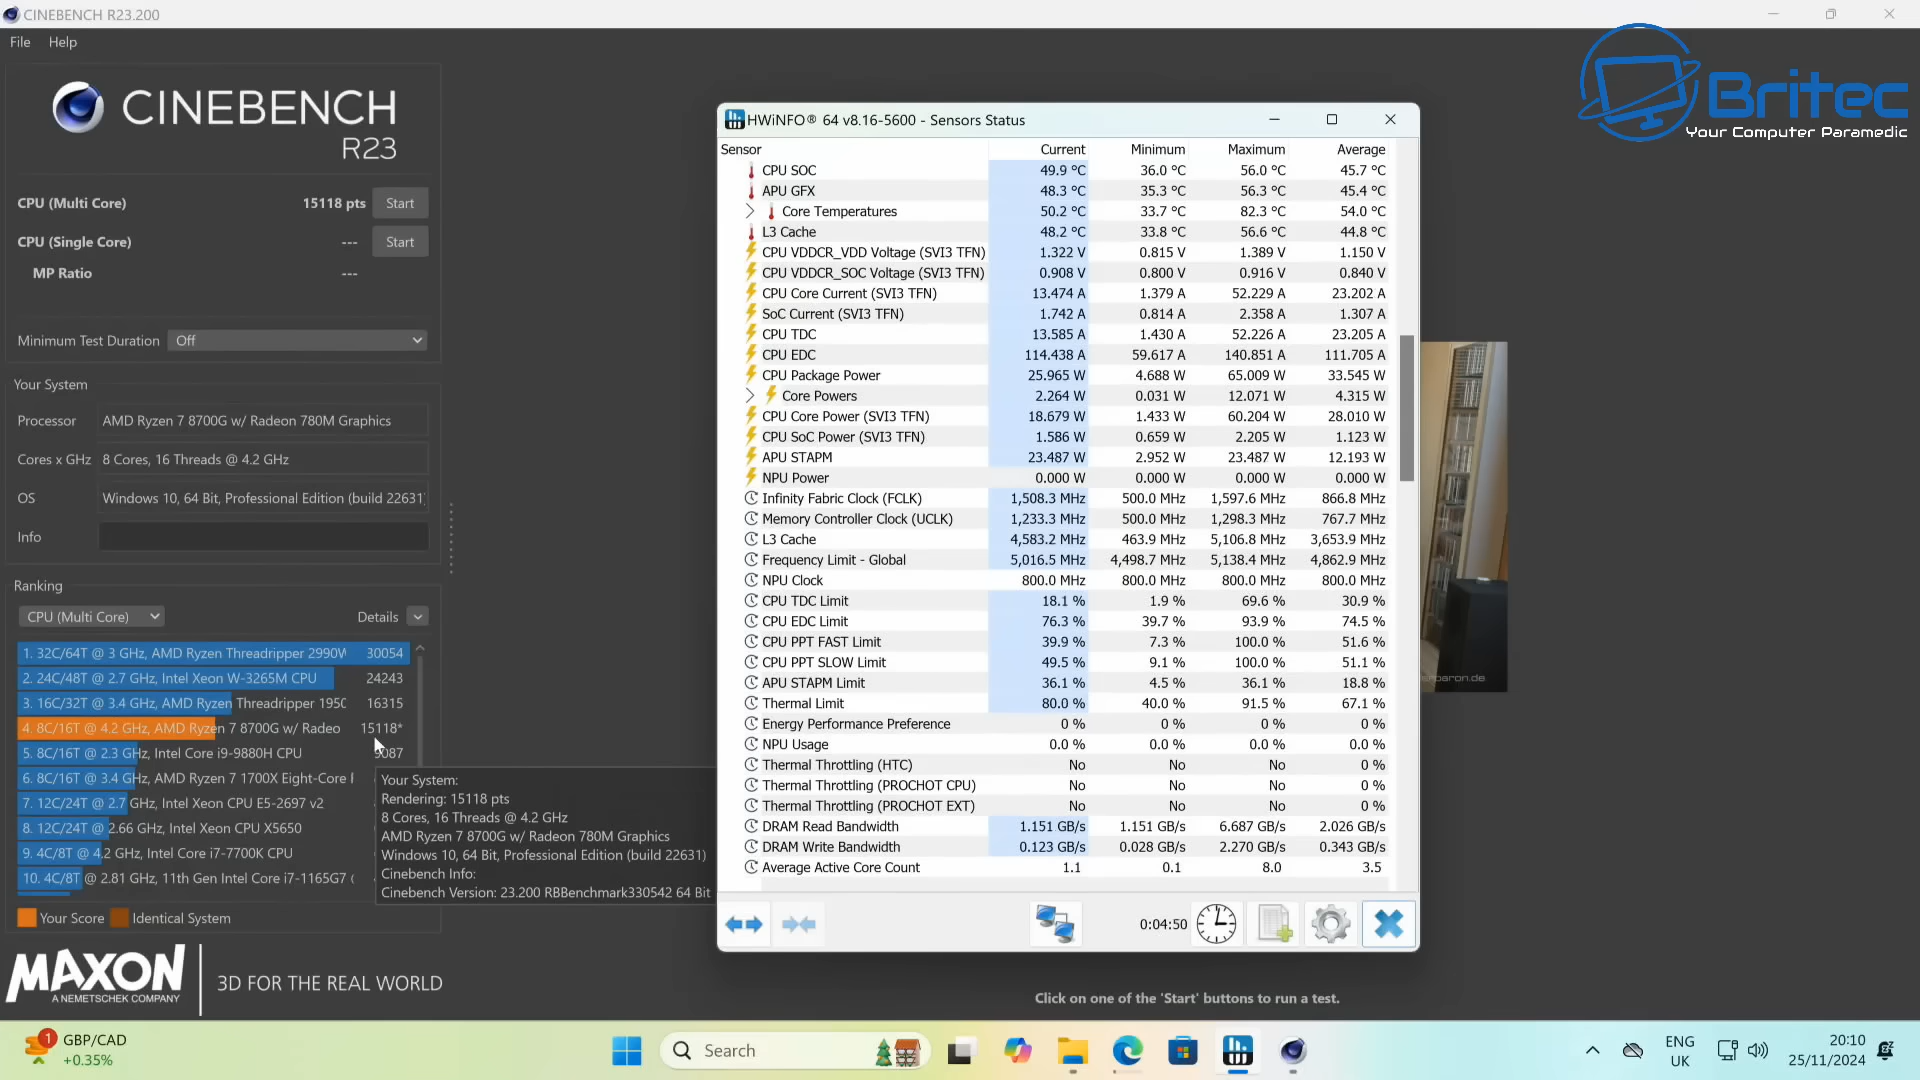 CINEBENCH R23.200
File Help
CINEBENCH
R23
CPU (Multi Core) 15118 pts Start
CPU (Single Core) --- Start
MP Ratio ---
Minimum Test Duration Off
Your System
Processor AMD Ryzen 7 8700G w/ Radeon 780M Graphics
Cores x GHz 8 Cores, 16 Threads @ 4.2 GHz
OS Windows 10, 64 Bit, Professional Edition (build 22631)
Info
Ranking
CPU (Multi Core) Details
1. 32C/64T @ 3 GHz, AMD Ryzen Threadripper 2990W 30054
2. 24C/48T @ 2.7 GHz, Intel Xeon W-3265M CPU 24243
3. 16C/32T @ 3.4 GHz, AMD Ryzen Threadripper 1950 16315
4. 8C/16T @ 4.2 GHz, AMD Ryzen 7 8700G w/ Radeo 15118*
5. 8C/16T @ 2.3 GHz, Intel Core i9-9880H CPU 9087
6. 8C/16T @ 3.4 GHz, AMD Ryzen 7 1700X Eight-Core
7. 12C/24T @ 2.7 GHz, Intel Xeon CPU E5-2697 v2
8. 12C/24T @ 2.66 GHz, Intel Xeon CPU X5650
9. 4C/8T @ 4.2 GHz, Intel Core i7-7700K CPU
10. 4C/8T @ 2.81 GHz, 11th Gen Intel Core i7-1165G7
Your System:
Rendering: 15118 pts
8 Cores, 16 Threads @ 4.2 GHz
AMD Ryzen 7 8700G w/ Radeon 780M Graphics
Windows 10, 64 Bit, Professional Edition (build 22631)
Cinebench Info:
Cinebench Version: 23.200 RBBenchmark330542 64 Bit
Your Score Identical System
MAXON
A NEMETSCHEK COMPANY
3D FOR THE REAL WORLD
HWiNFO® 64 v8.16-5600 - Sensors Status
Sensor Current Minimum Maximum Average
CPU SOC 49.9 °C 36.0 °C 56.0 °C 45.7 °C
APU GFX 48.3 °C 35.3 °C 56.3 °C 45.4 °C
Core Temperatures 50.2 °C 33.7 °C 82.3 °C 54.0 °C
L3 Cache 48.2 °C 33.8 °C 56.6 °C 44.8 °C
CPU VDDCR_VDD Voltage (SVI3 TFN) 1.322 V 0.815 V 1.389 V 1.150 V
CPU VDDCR_SOC Voltage (SVI3 TFN) 0.908 V 0.800 V 0.916 V 0.840 V
CPU Core Current (SVI3 TFN) 13.474 A 1.379 A 52.229 A 23.202 A
SoC Current (SVI3 TFN) 1.742 A 0.814 A 2.358 A 1.307 A
CPU TDC 13.585 A 1.430 A 52.226 A 23.205 A
CPU EDC 114.438 A 59.617 A 140.851 A 111.705 A
CPU Package Power 25.965 W 4.688 W 65.009 W 33.545 W
Core Powers 2.264 W 0.031 W 12.071 W 4.315 W
CPU Core Power (SVI3 TFN) 18.679 W 1.433 W 60.204 W 28.010 W
CPU SoC Power (SVI3 TFN) 1.586 W 0.659 W 2.205 W 1.123 W
APU STAPM 23.487 W 2.952 W 23.487 W 12.193 W
NPU Power 0.000 W 0.000 W 0.000 W 0.000 W
Infinity Fabric Clock (FCLK) 1,508.3 MHz 500.0 MHz 1,597.6 MHz 866.8 MHz
Memory Controller Clock (UCLK) 1,233.3 MHz 500.0 MHz 1,298.3 MHz 767.7 MHz
L3 Cache 4,583.2 MHz 463.9 MHz 5,106.8 MHz 3,653.9 MHz
Frequency Limit - Global 5,016.5 MHz 4,498.7 MHz 5,138.4 MHz 4,862.9 MHz
NPU Clock 800.0 MHz 800.0 MHz 800.0 MHz 800.0 MHz
CPU TDC Limit 18.1 % 1.9 % 69.6 % 30.9 %
CPU EDC Limit 76.3 % 39.7 % 93.9 % 74.5 %
CPU PPT FAST Limit 39.9 % 7.3 % 100.0 % 51.6 %
CPU PPT SLOW Limit 49.5 % 9.1 % 100.0 % 51.1 %
APU STAPM Limit 36.1 % 4.5 % 36.1 % 18.8 %
Thermal Limit 80.0 % 40.0 % 91.5 % 67.1 %
Energy Performance Preference 0 % 0 % 0 % 0 %
NPU Usage 0.0 % 0.0 % 0.0 % 0.0 %
Thermal Throttling (HTC) No No No 0 %
Thermal Throttling (PROCHOT CPU) No No No 0 %
Thermal Throttling (PROCHOT EXT) No No No 0 %
DRAM Read Bandwidth 1.151 GB/s 1.151 GB/s 6.687 GB/s 2.026 GB/s
DRAM Write Bandwidth 0.123 GB/s 0.028 GB/s 2.270 GB/s 0.343 GB/s
Average Active Core Count 1.1 0.1 8.0 3.5
0:04:50
Click on one of the 'Start' buttons to run a test.
Britec
Your Computer Paramedic
1
GBP/CAD
+0.35%
Search
ENG
UK
20:10
25/11/2024